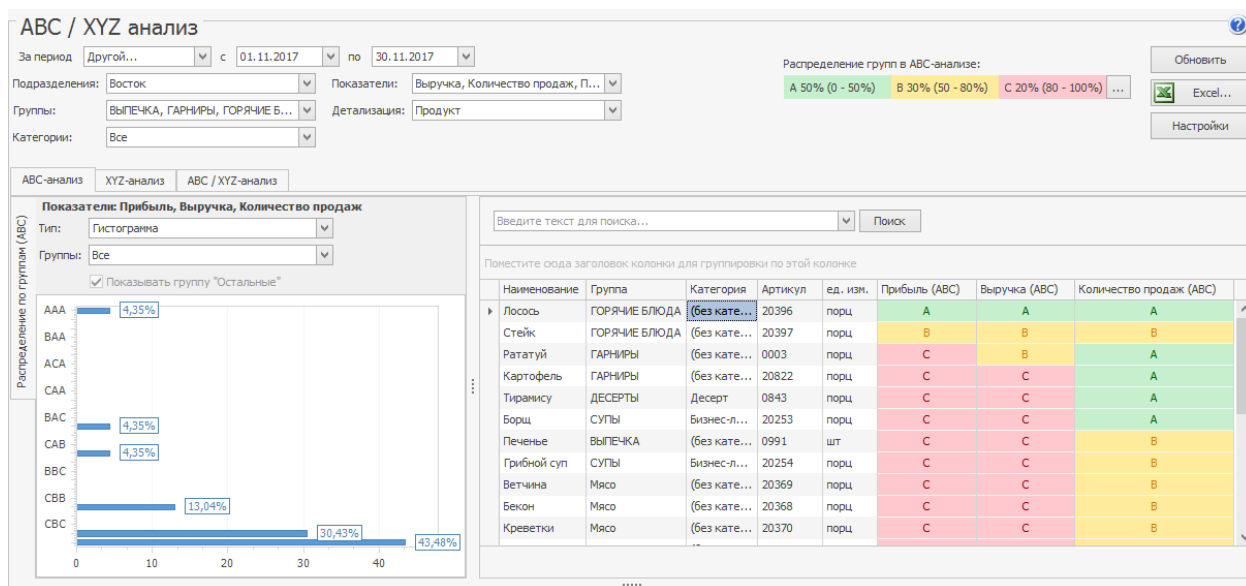 ABC / XYZ анализ
За период Другой... с 01.11.2017 по 30.11.2017
Подразделения: Восток Показатели: Выручка, Количество продаж, П...
Группы: ВЫПЕЧКА, ГАРНИРЫ, ГОРЯЧИЕ Б... Детализация: Продукт
Категории: Все
Распределение групп в ABC-анализе:
A 50% (0 - 50%) B 30% (50 - 80%) C 20% (80 - 100%) ...
Обновить
Excel...
Настройки
ABC-анализ XYZ-анализ ABC / XYZ-анализ
Распределение по группам (ABC)
Показатели: Прибыль, Выручка, Количество продаж
Тип: Гистограмма
Группы: Все
Показывать группу "Остальные"
AAA 4,35%
BAA
ACA
CAA
BAC 4,35%
CAB 4,35%
BBC
CBB 13,04%
CBC 30,43%
43,48%
0 10 20 30 40
Введите текст для поиска... Поиск
Поместите сюда заголовок колонки для группировки по этой колонке
Наименование Группа Категория Артикул ед. изм. Прибыль (ABC) Выручка (ABC) Количество продаж (ABC)
Лосось ГОРЯЧИЕ БЛЮДА (без кате... 20396 порц A A A
Стейк ГОРЯЧИЕ БЛЮДА (без кате... 20397 порц B B B
Рататуй ГАРНИРЫ (без кате... 0003 порц C B A
Картофель ГАРНИРЫ (без кате... 20822 порц C C A
Тирамису ДЕСЕРТЫ Десерт 0843 порц C C A
Борщ СУПЫ Бизнес-л... 20253 порц C C A
Печенье ВЫПЕЧКА (без кате... 0991 шт C C B
Грибной суп СУПЫ Бизнес-л... 20254 порц C C B
Ветчина Мясо (без кате... 20369 порц C C B
Бекон Мясо (без кате... 20368 порц C C B
Креветки Мясо (без кате... 20370 порц C C B